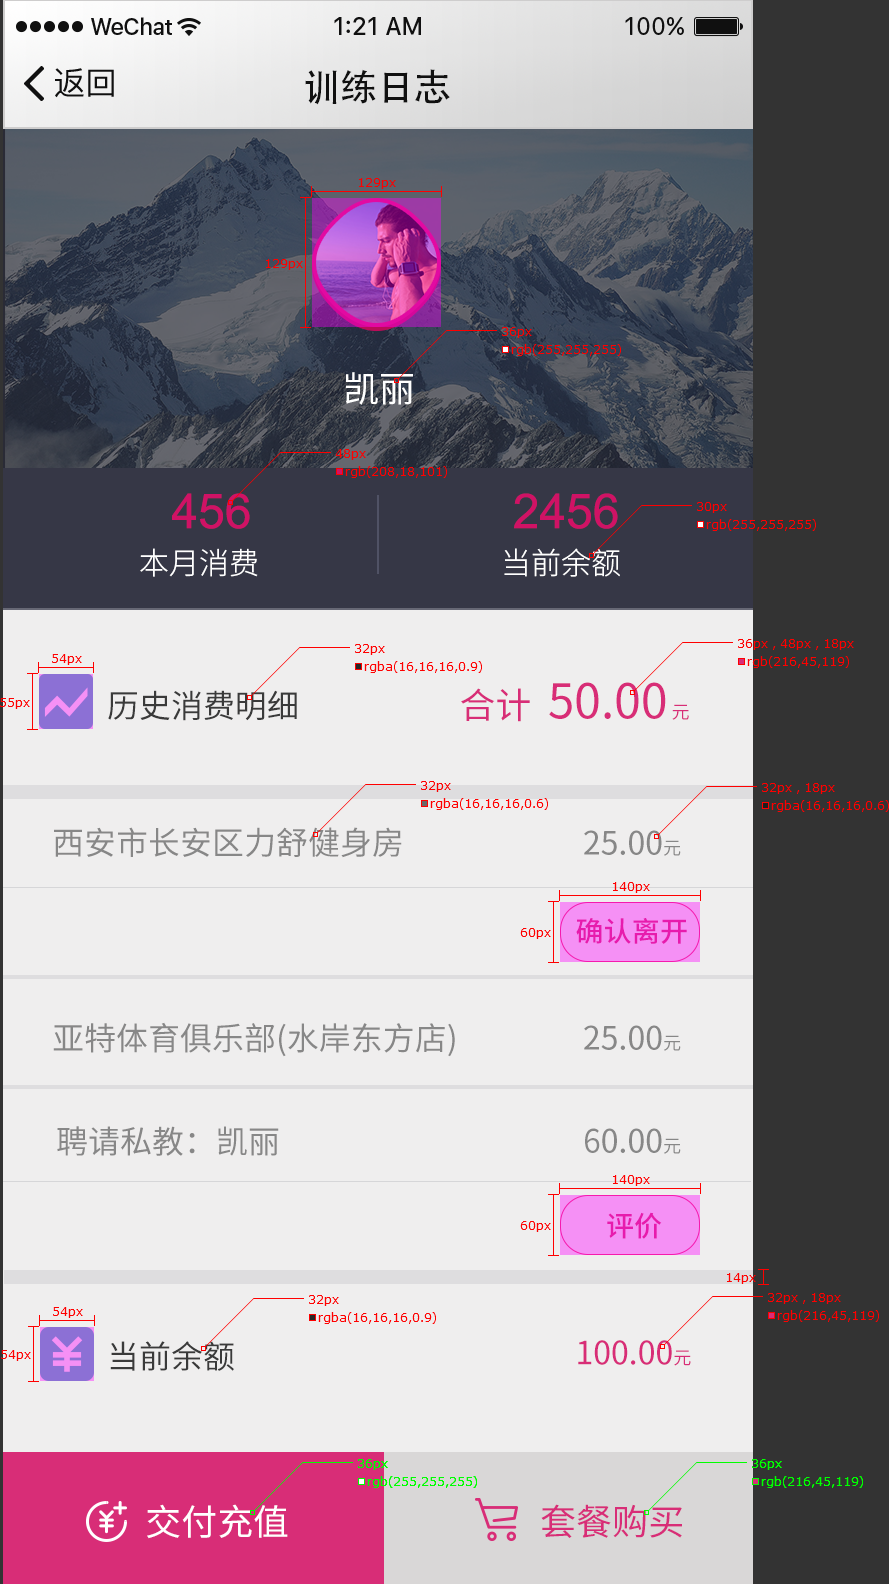 WeChat 1:21 AM 100%
返回 训练日志
129px
129px
36px
rgb(255,255,255)
凯丽
48px
rgb(208,18,101)
456 2456
30px
rgb(255,255,255)
本月消费 当前余额
54px 32px 36px , 48px , 18px
rgba(16,16,16,0.9) rgb(216,45,119)
55px 历史消费明细 合计 50.00 元
32px 32px , 18px
rgba(16,16,16,0.6) rgba(16,16,16,0.6)
西安市长安区力舒健身房 25.00元
140px
60px 确认离开
亚特体育俱乐部(水岸东方店) 25.00元
聘请私教：凯丽 60.00元
140px
60px 评价
14px
54px 32px 32px , 18px
rgba(16,16,16,0.9) rgb(216,45,119)
54px ¥ 当前余额 100.00元
36px 36px
rgb(255,255,255) rgb(216,45,119)
¥ 交付充值 套餐购买